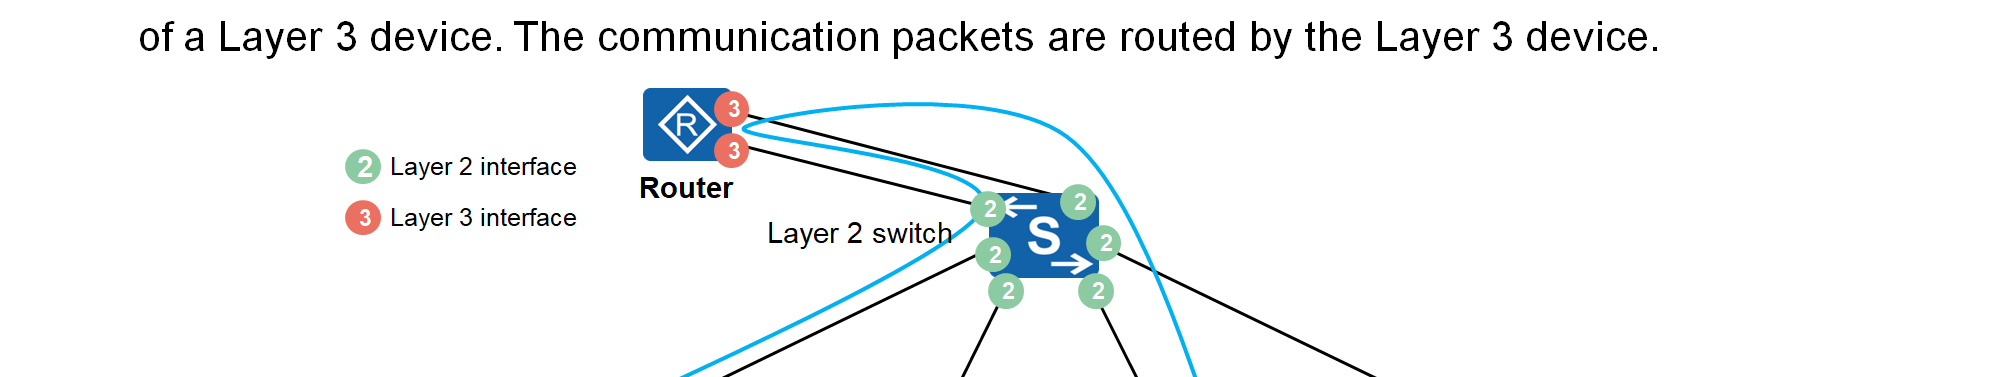 of a Layer 3 device. The communication packets are routed by the Layer 3 device.
R
3
3
2 Layer 2 interface
Router
3 Layer 3 interface
Layer 2 switch
2
2
S
2
2
2
2